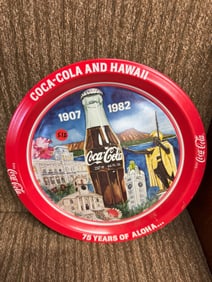 COCA-COLA AND HAWAII...
1907
1982
Coca-Cola
Coca-Cola
Coca-Cola
75 YEARS OF ALOHA...